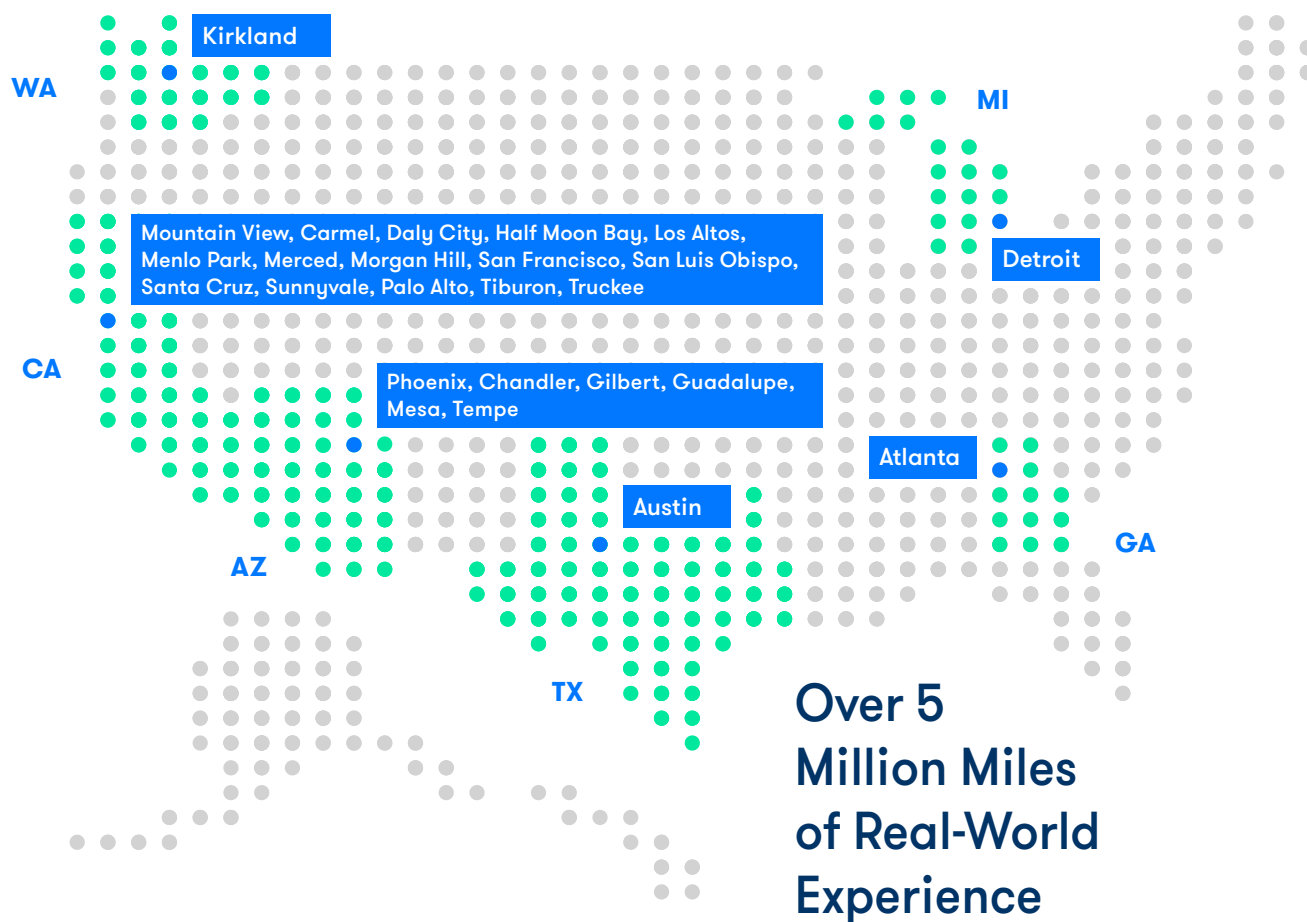 Kirkland
WA
MI
Mountain View, Carmel, Daly City, Half Moon Bay, Los Altos,
Menlo Park, Merced, Morgan Hill, San Francisco, San Luis Obispo,
Santa Cruz, Sunnyvale, Palo Alto, Tiburon, Truckee
Detroit
CA
Phoenix, Chandler, Gilbert, Guadalupe,
Mesa, Tempe
Atlanta
Austin
GA
AZ
TX
Over 5
Million Miles
of Real-World
Experience